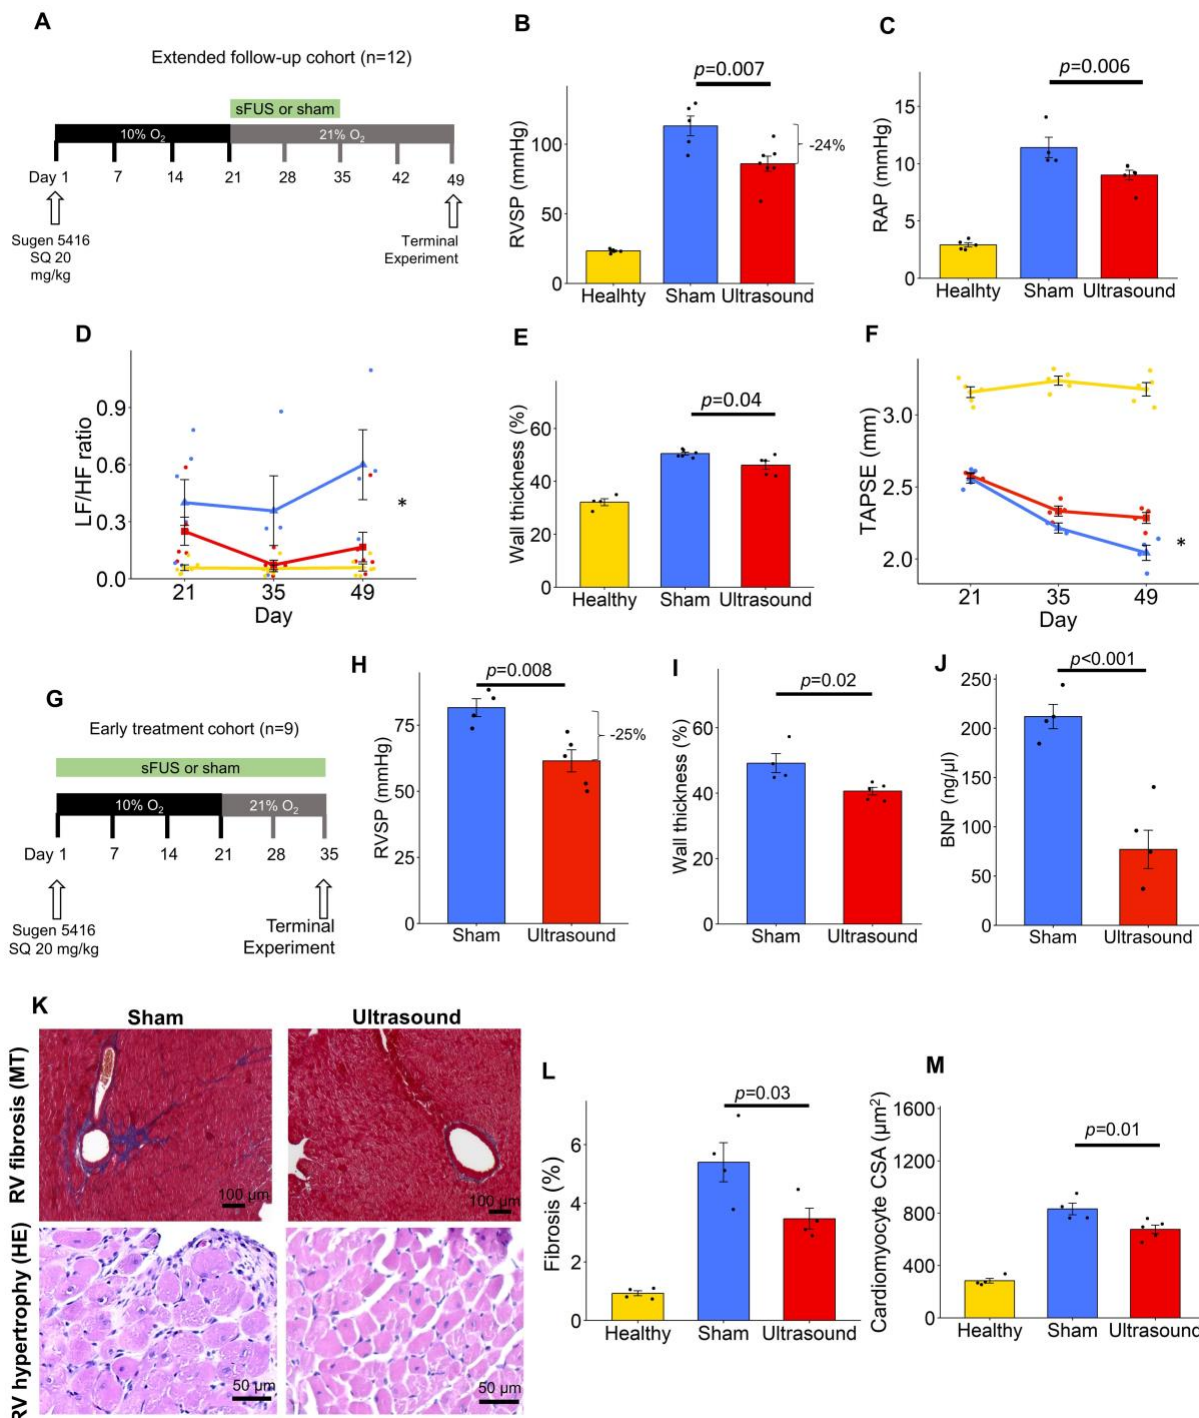 A
Extended follow-up cohort (n=12)
sFUS or sham
10% O₂
21% O₂
Day 1
7
14
21
28
35
42
49
Sugen 5416
SQ 20
mg/kg
Terminal
Experiment
B
p=0.007
-24%
RVSP (mmHg)
100
50
0
Healhty
Sham
Ultrasound
C
p=0.006
RAP (mmHg)
15
10
5
0
Healthy
Sham
Ultrasound
D
LF/HF ratio
0.9
0.6
0.3
0.0
*
21
35
49
Day
E
p=0.04
Wall thickness (%)
60
40
20
0
Healthy
Sham
Ultrasound
F
TAPSE (mm)
3.0
2.5
2.0
*
21
35
49
Day
G
Early treatment cohort (n=9)
sFUS or sham
10% O₂
21% O₂
Day 1
7
14
21
28
35
Sugen 5416
SQ 20 mg/kg
Terminal
Experiment
H
p=0.008
-25%
RVSP (mmHg)
75
50
25
0
Sham
Ultrasound
I
p=0.02
Wall thickness (%)
60
40
20
0
Sham
Ultrasound
J
p<0.001
BNP (ng/µl)
250
200
150
100
50
0
Sham
Ultrasound
K
Sham
Ultrasound
RV fibrosis (MT)
100 µm
100 µm
RV hypertrophy (HE)
50 µm
50 µm
L
p=0.03
Fibrosis (%)
6
4
2
0
Healthy
Sham
Ultrasound
M
p=0.01
Cardiomyocyte CSA (µm²)
1600
1200
800
400
0
Healthy
Sham
Ultrasound